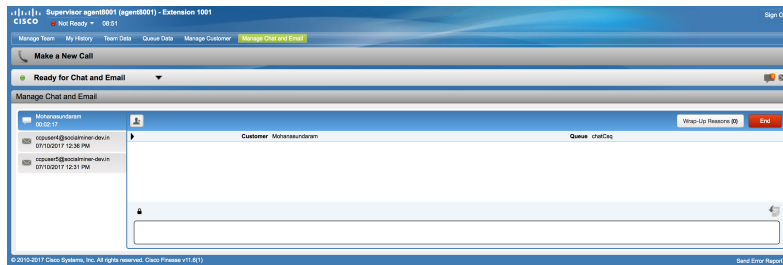 CISCO
Supervisor agent8001 (agent8001) - Extension 1001
Not Ready 08:51
Sign O
Manage Team My History Team Data Queue Data Manage Customer Manage Chat and Email
Make a New Call
Ready for Chat and Email
Manage Chat and Email
Mohanasundaram
00:02:17
Wrap-Up Reasons (0) End
ccpuser4@socialminer-dev.in
07/10/2017 12:36 PM
Customer Mohanasundaram Queue chatCsq
ccpuser5@socialminer-dev.in
07/10/2017 12:31 PM
© 2010-2017 Cisco Systems, Inc. All rights reserved. Cisco Finesse v11.6(1) Send Error Report